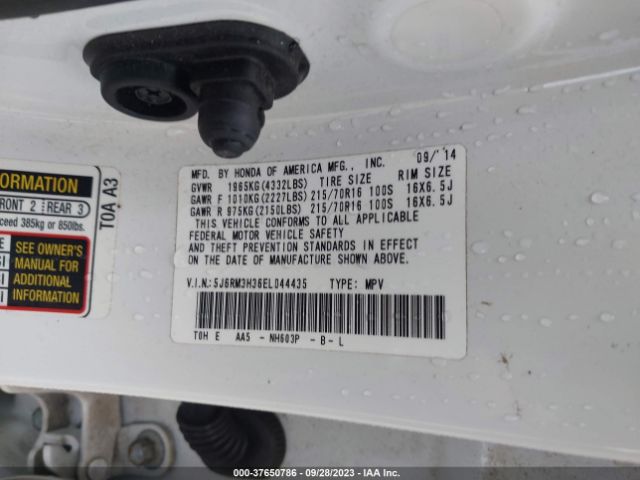 MFD. BY HONDA OF AMERICA MFG., INC. 09/'14
GVWR 1965KG(4332LBS) TIRE SIZE RIM SIZE
GAWR F 1010KG(2227LBS) 215/70R16 100S 16X6.5J
GAWR R 975KG(2150LBS) 215/70R16 100S 16X6.5J
THIS VEHICLE CONFORMS TO ALL APPLICABLE
FEDERAL MOTOR VEHICLE SAFETY
AND THEFT PREVENTION STANDARDS IN EFFECT
ON THE DATE OF MANUFACTURE SHOWN ABOVE.
V.I.N.:5J6RM3H36EL044435 TYPE: MPV
T0H E AA5 - NH603P - B - L
FORMATION
FRONT 2 REAR 3
exceed 385kg or 850lbs.
SEE OWNER'S
MANUAL FOR
ADDITIONAL
INFORMATION
T0A A3
000-37650786 - 09/28/2023 - IAA Inc.